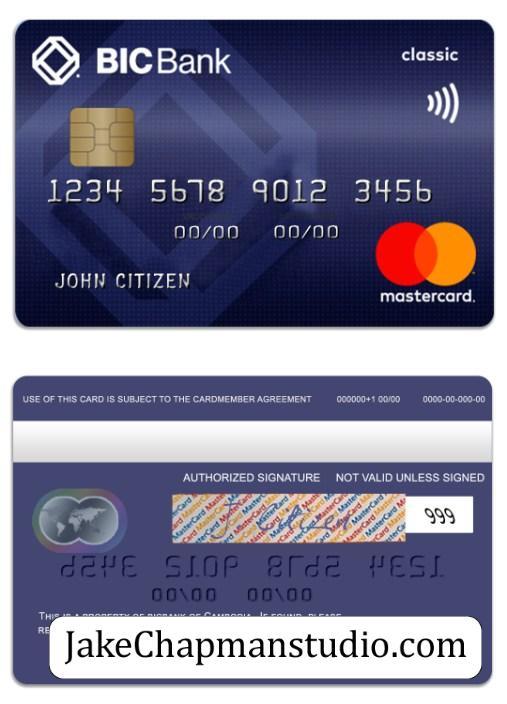 BIC Bank
classic
1234 5678 9012 3456
00/00 00/00
JOHN CITIZEN
mastercard.
USE OF THIS CARD IS SUBJECT TO THE CARDMEMBER AGREEMENT 000000+1 00/00 0000-00-000-00
AUTHORIZED SIGNATURE NOT VALID UNLESS SIGNED
999
THIS IS A PROPERTY OF BICBANK OF CAMBODIA. IF FOUND, PLEASE
JakeChapmanstudio.com